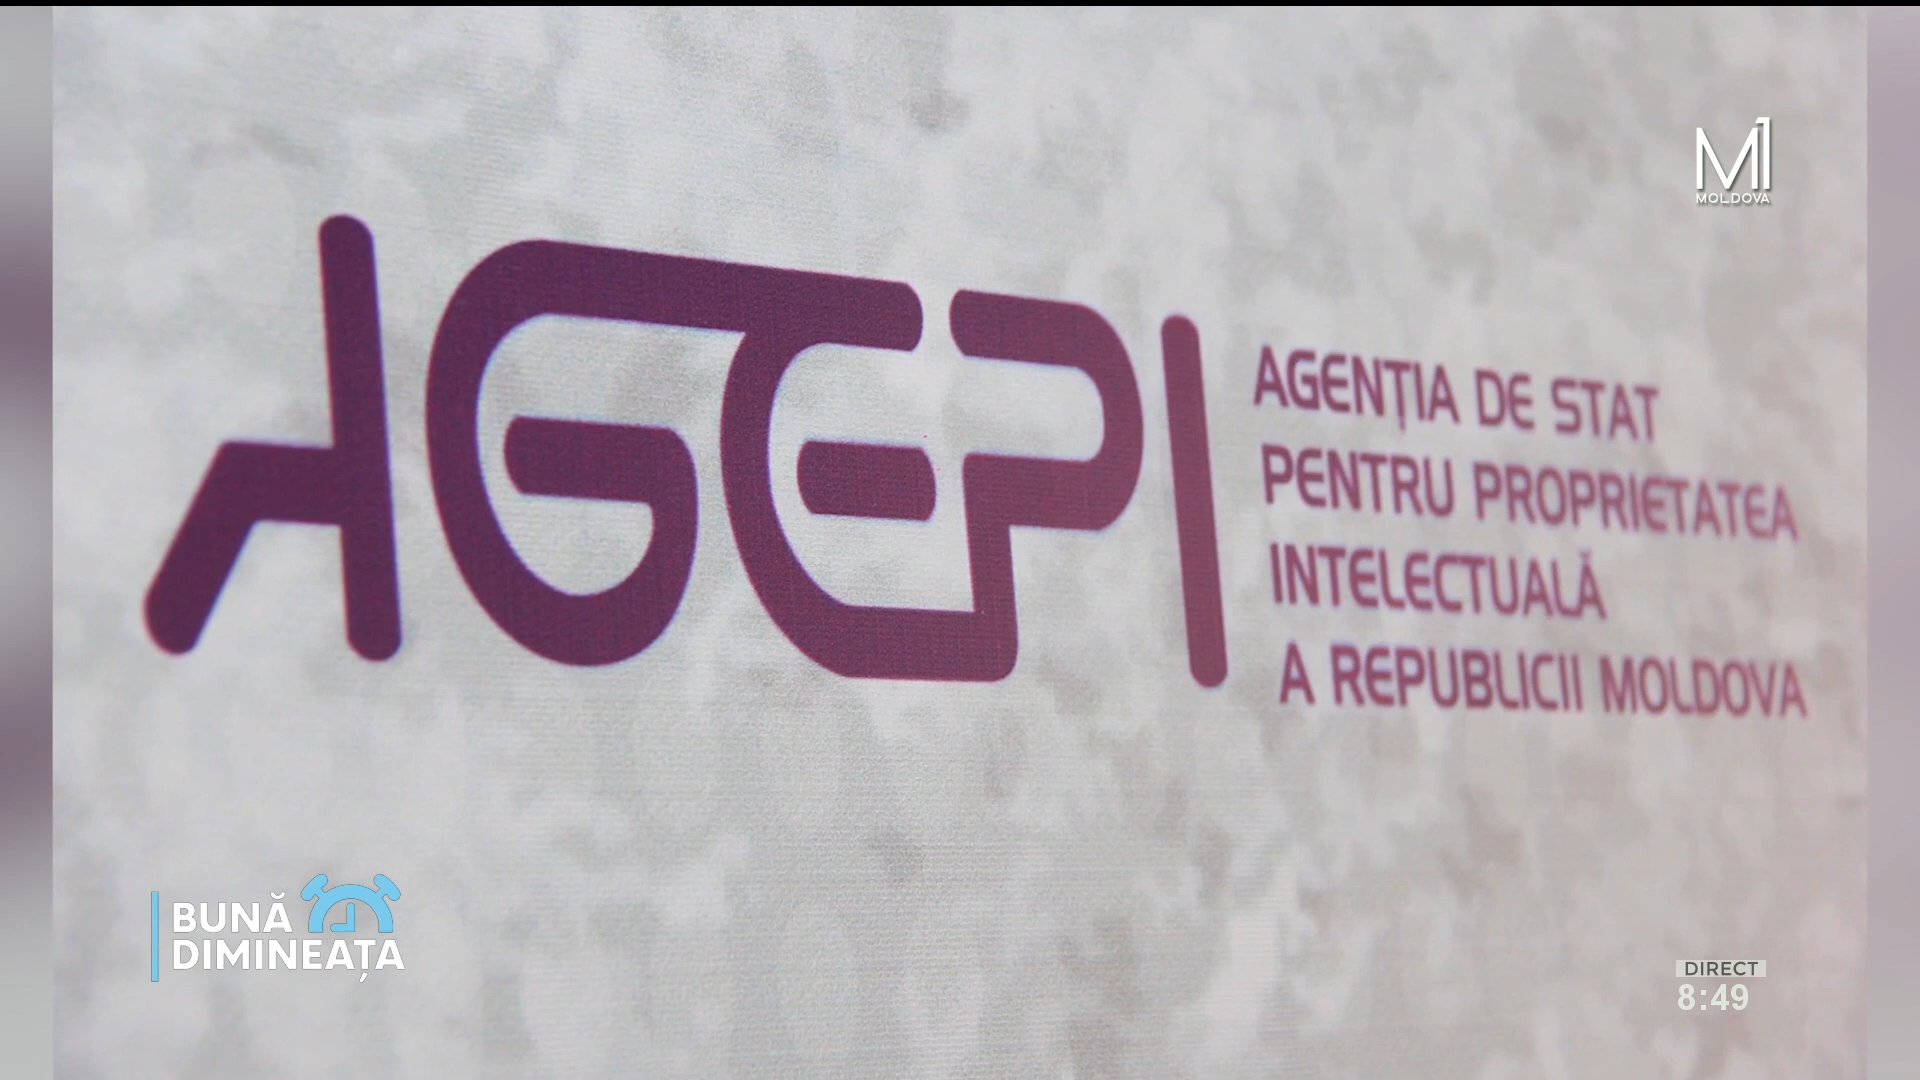 M1
MOLDOVA
AGEPI
AGENȚIA DE STAT
PENTRU PROPRIETATEA
INTELECTUALĂ
A REPUBLICII MOLDOVA
BUNĂ
DIMINEAȚA
DIRECT
8:49